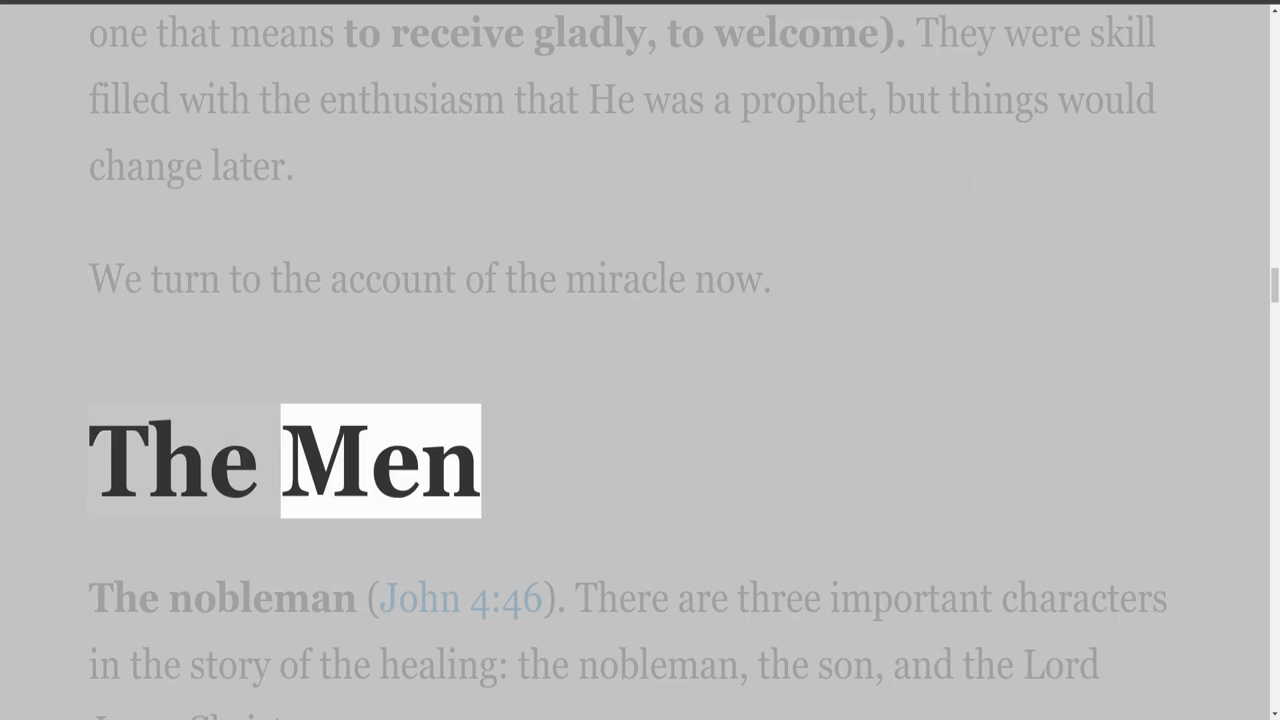 one that means to receive gladly, to welcome). They were skill
filled with the enthusiasm that He was a prophet, but things would
change later.
We turn to the account of the miracle now.
The Men
The nobleman (John 4:46). There are three important characters
in the story of the healing: the nobleman, the son, and the Lord